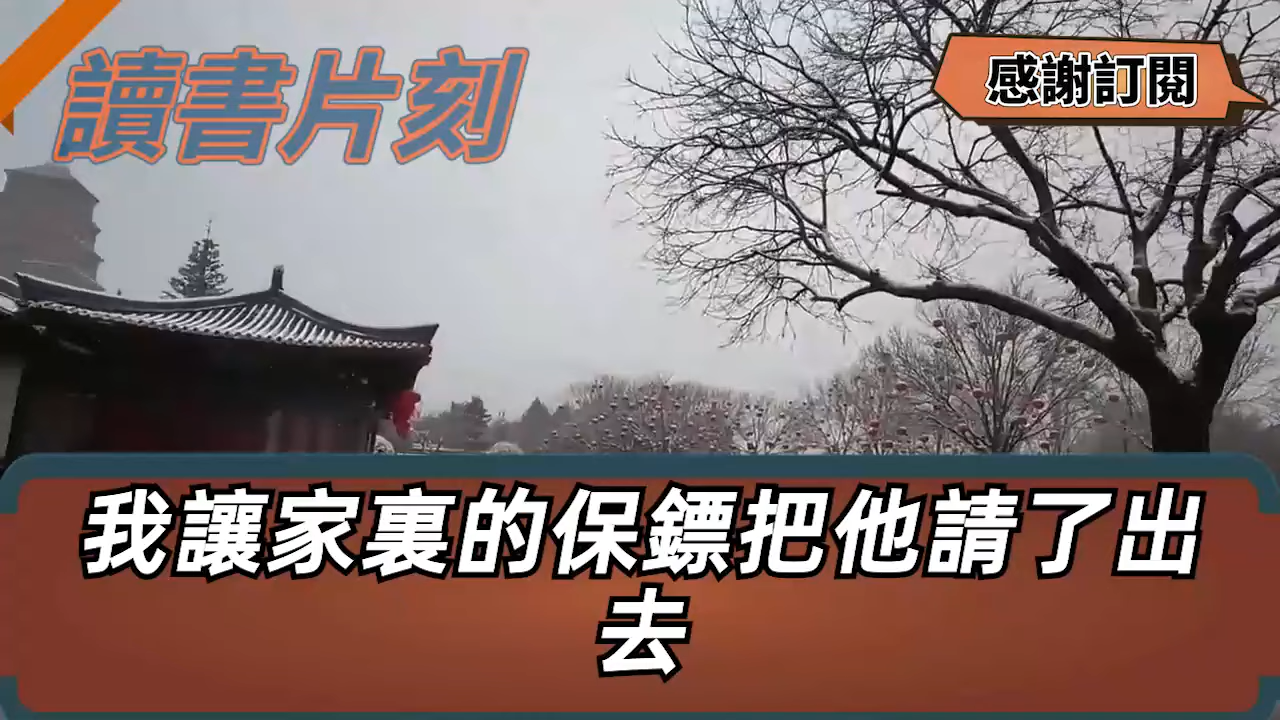 讀書片刻
感謝訂閱
我讓家裏的保鏢把他請了出
去